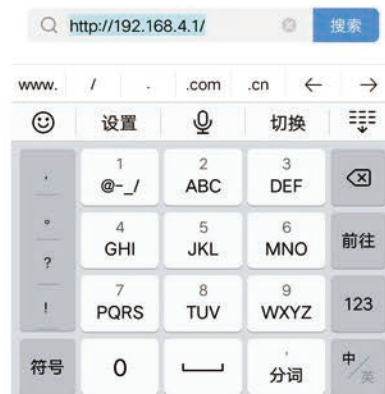 http://192.168.4.1/ 搜索
www. / . .com .cn ← →
设置 切换
, 1 2 3
@-_/ ABC DEF
。 4 5 6 前往
GHI JKL MNO
?
! 7 8 9 123
PQRS TUV WXYZ
符号 0 ' 中/英
分词